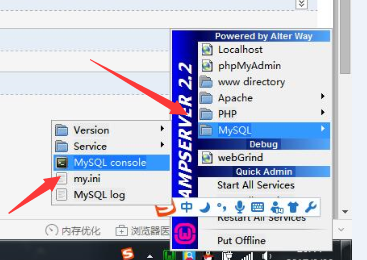 Powered by Alter Way
Localhost
phpMyAdmin
www directory
Apache
PHP
MySQL
Debug
webGrind
Quick Admin
Start All Services
Restart All Services
Put Offline
AMPSERVER 2.2
Version
Service
MySQL console
my.ini
MySQL log
中
内存优化
浏览器医